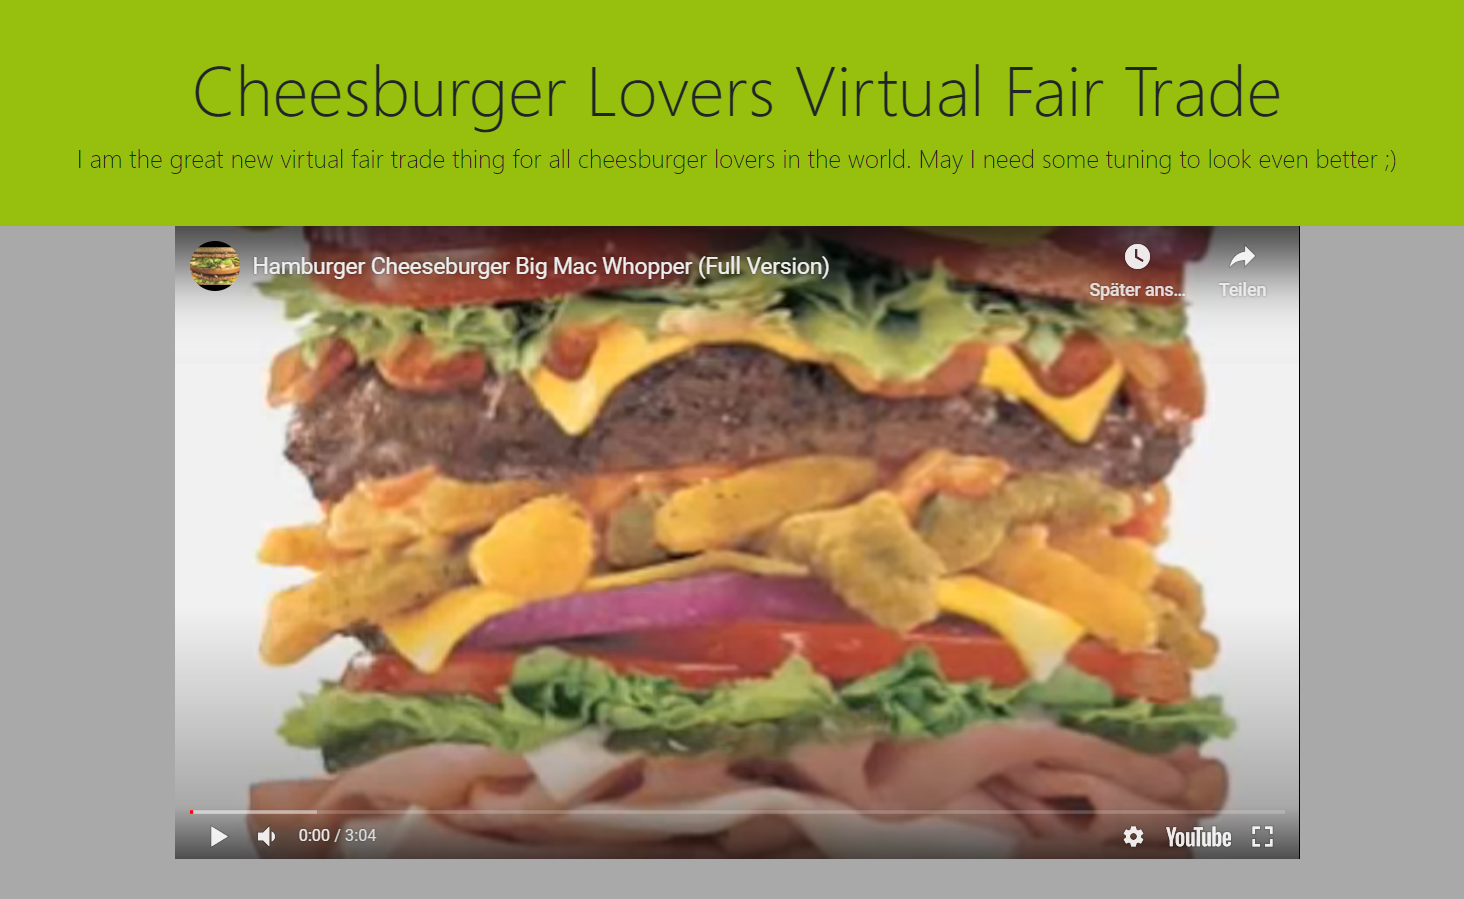 Cheesburger Lovers Virtual Fair Trade
I am the great new virtual fair trade thing for all cheesburger lovers in the world. May I need some tuning to look even better ;)
Hamburger Cheeseburger Big Mac Whopper (Full Version)
Später ans...
Teilen
0:00 / 3:04
YouTube